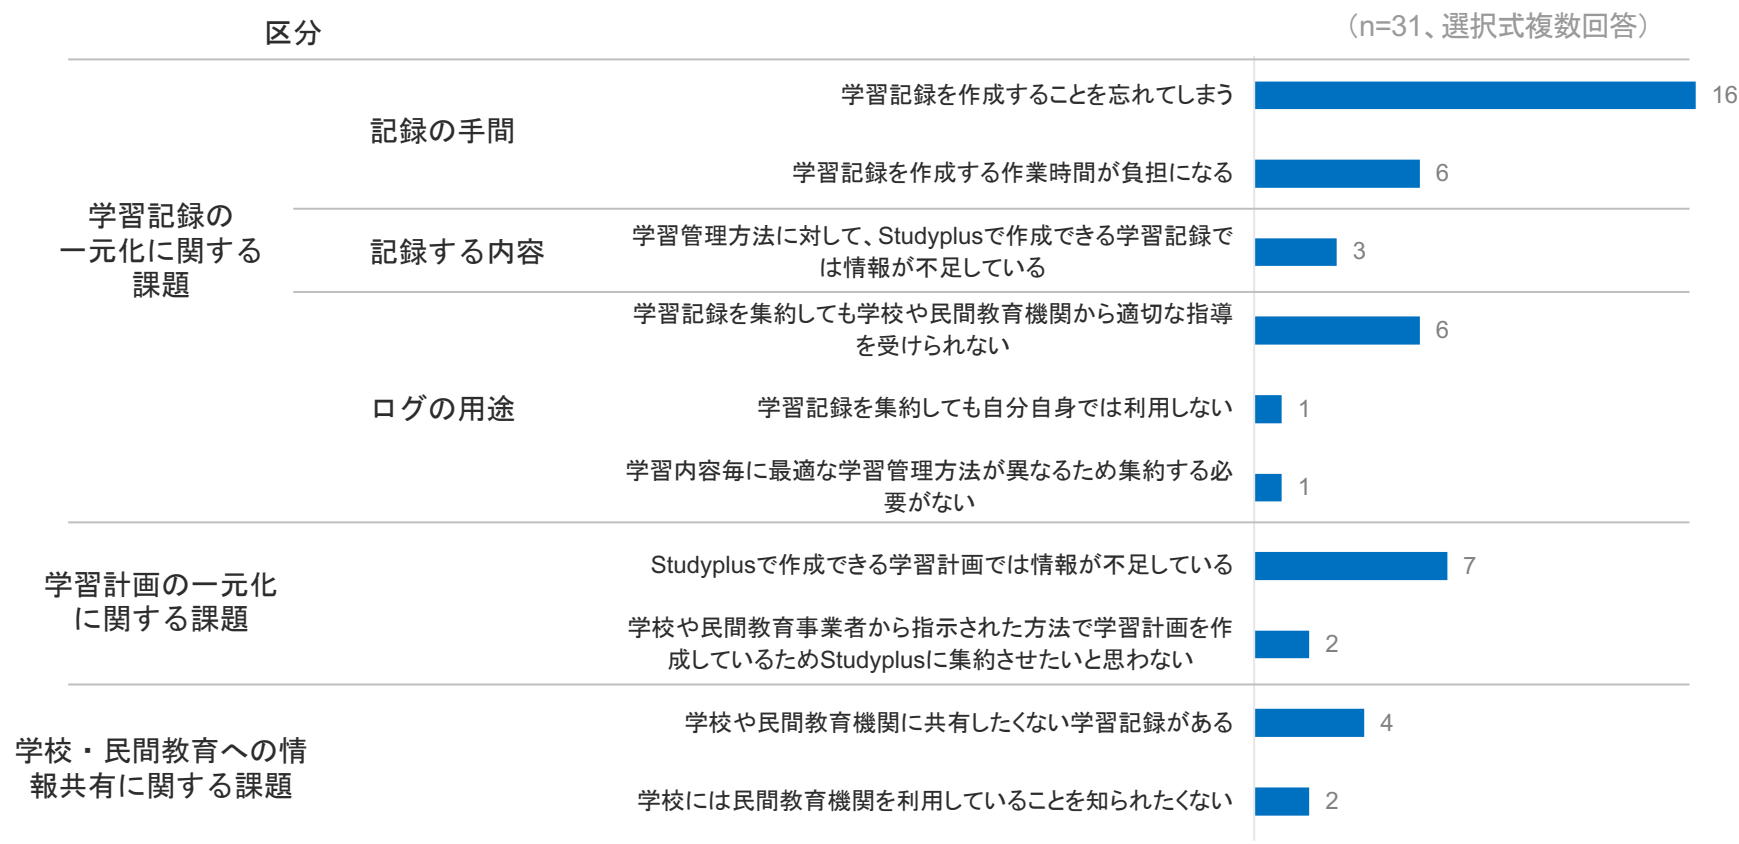 区分
（n=31、選択式複数回答）
学習記録の
一元化に関する
課題
記録の手間
学習記録を作成することを忘れてしまう
16
学習記録を作成する作業時間が負担になる
6
記録する内容
学習管理方法に対して、Studyplusで作成できる学習記録で
は情報が不足している
3
ログの用途
学習記録を集約しても学校や民間教育機関から適切な指導
を受けられない
6
学習記録を集約しても自分自身では利用しない
1
学習内容毎に最適な学習管理方法が異なるため集約する必
要がない
1
学習計画の一元化
に関する課題
Studyplusで作成できる学習計画では情報が不足している
7
学校や民間教育事業者から指示された方法で学習計画を作
成しているためStudyplusに集約させたいと思わない
2
学校・民間教育への情
報共有に関する課題
学校や民間教育機関に共有したくない学習記録がある
4
学校には民間教育機関を利用していることを知られたくない
2